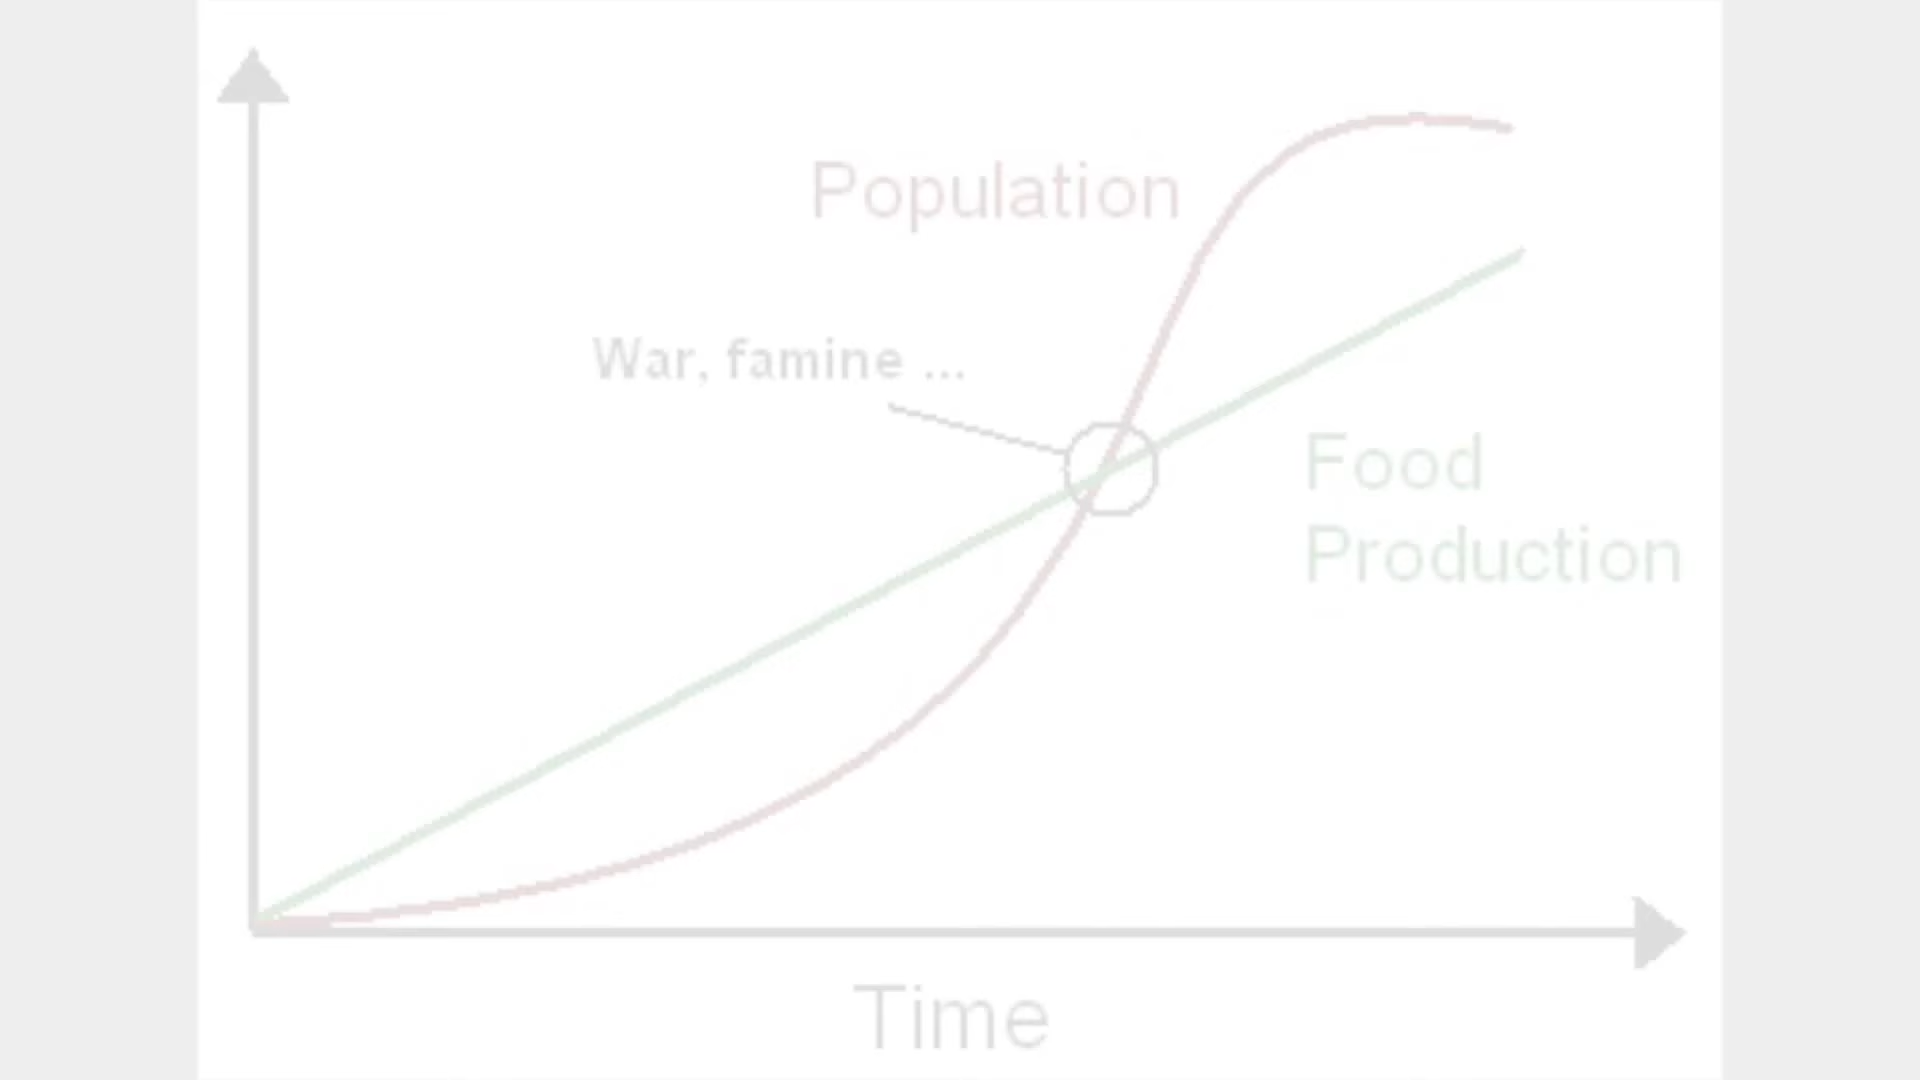 Population
War, famine ...
Food
Production
Time